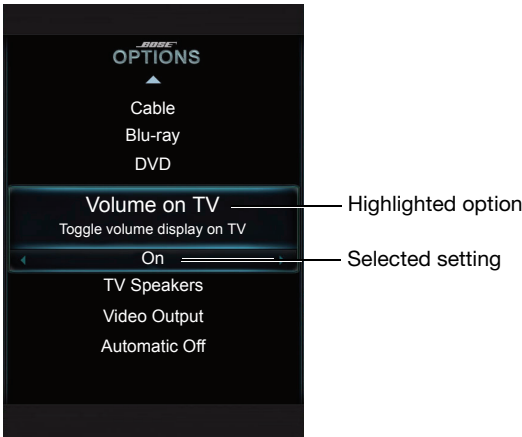 BOSE
OPTIONS
Cable
Blu-ray
DVD
Volume on TV
Highlighted option
Toggle volume display on TV
On
Selected setting
TV Speakers
Video Output
Automatic Off